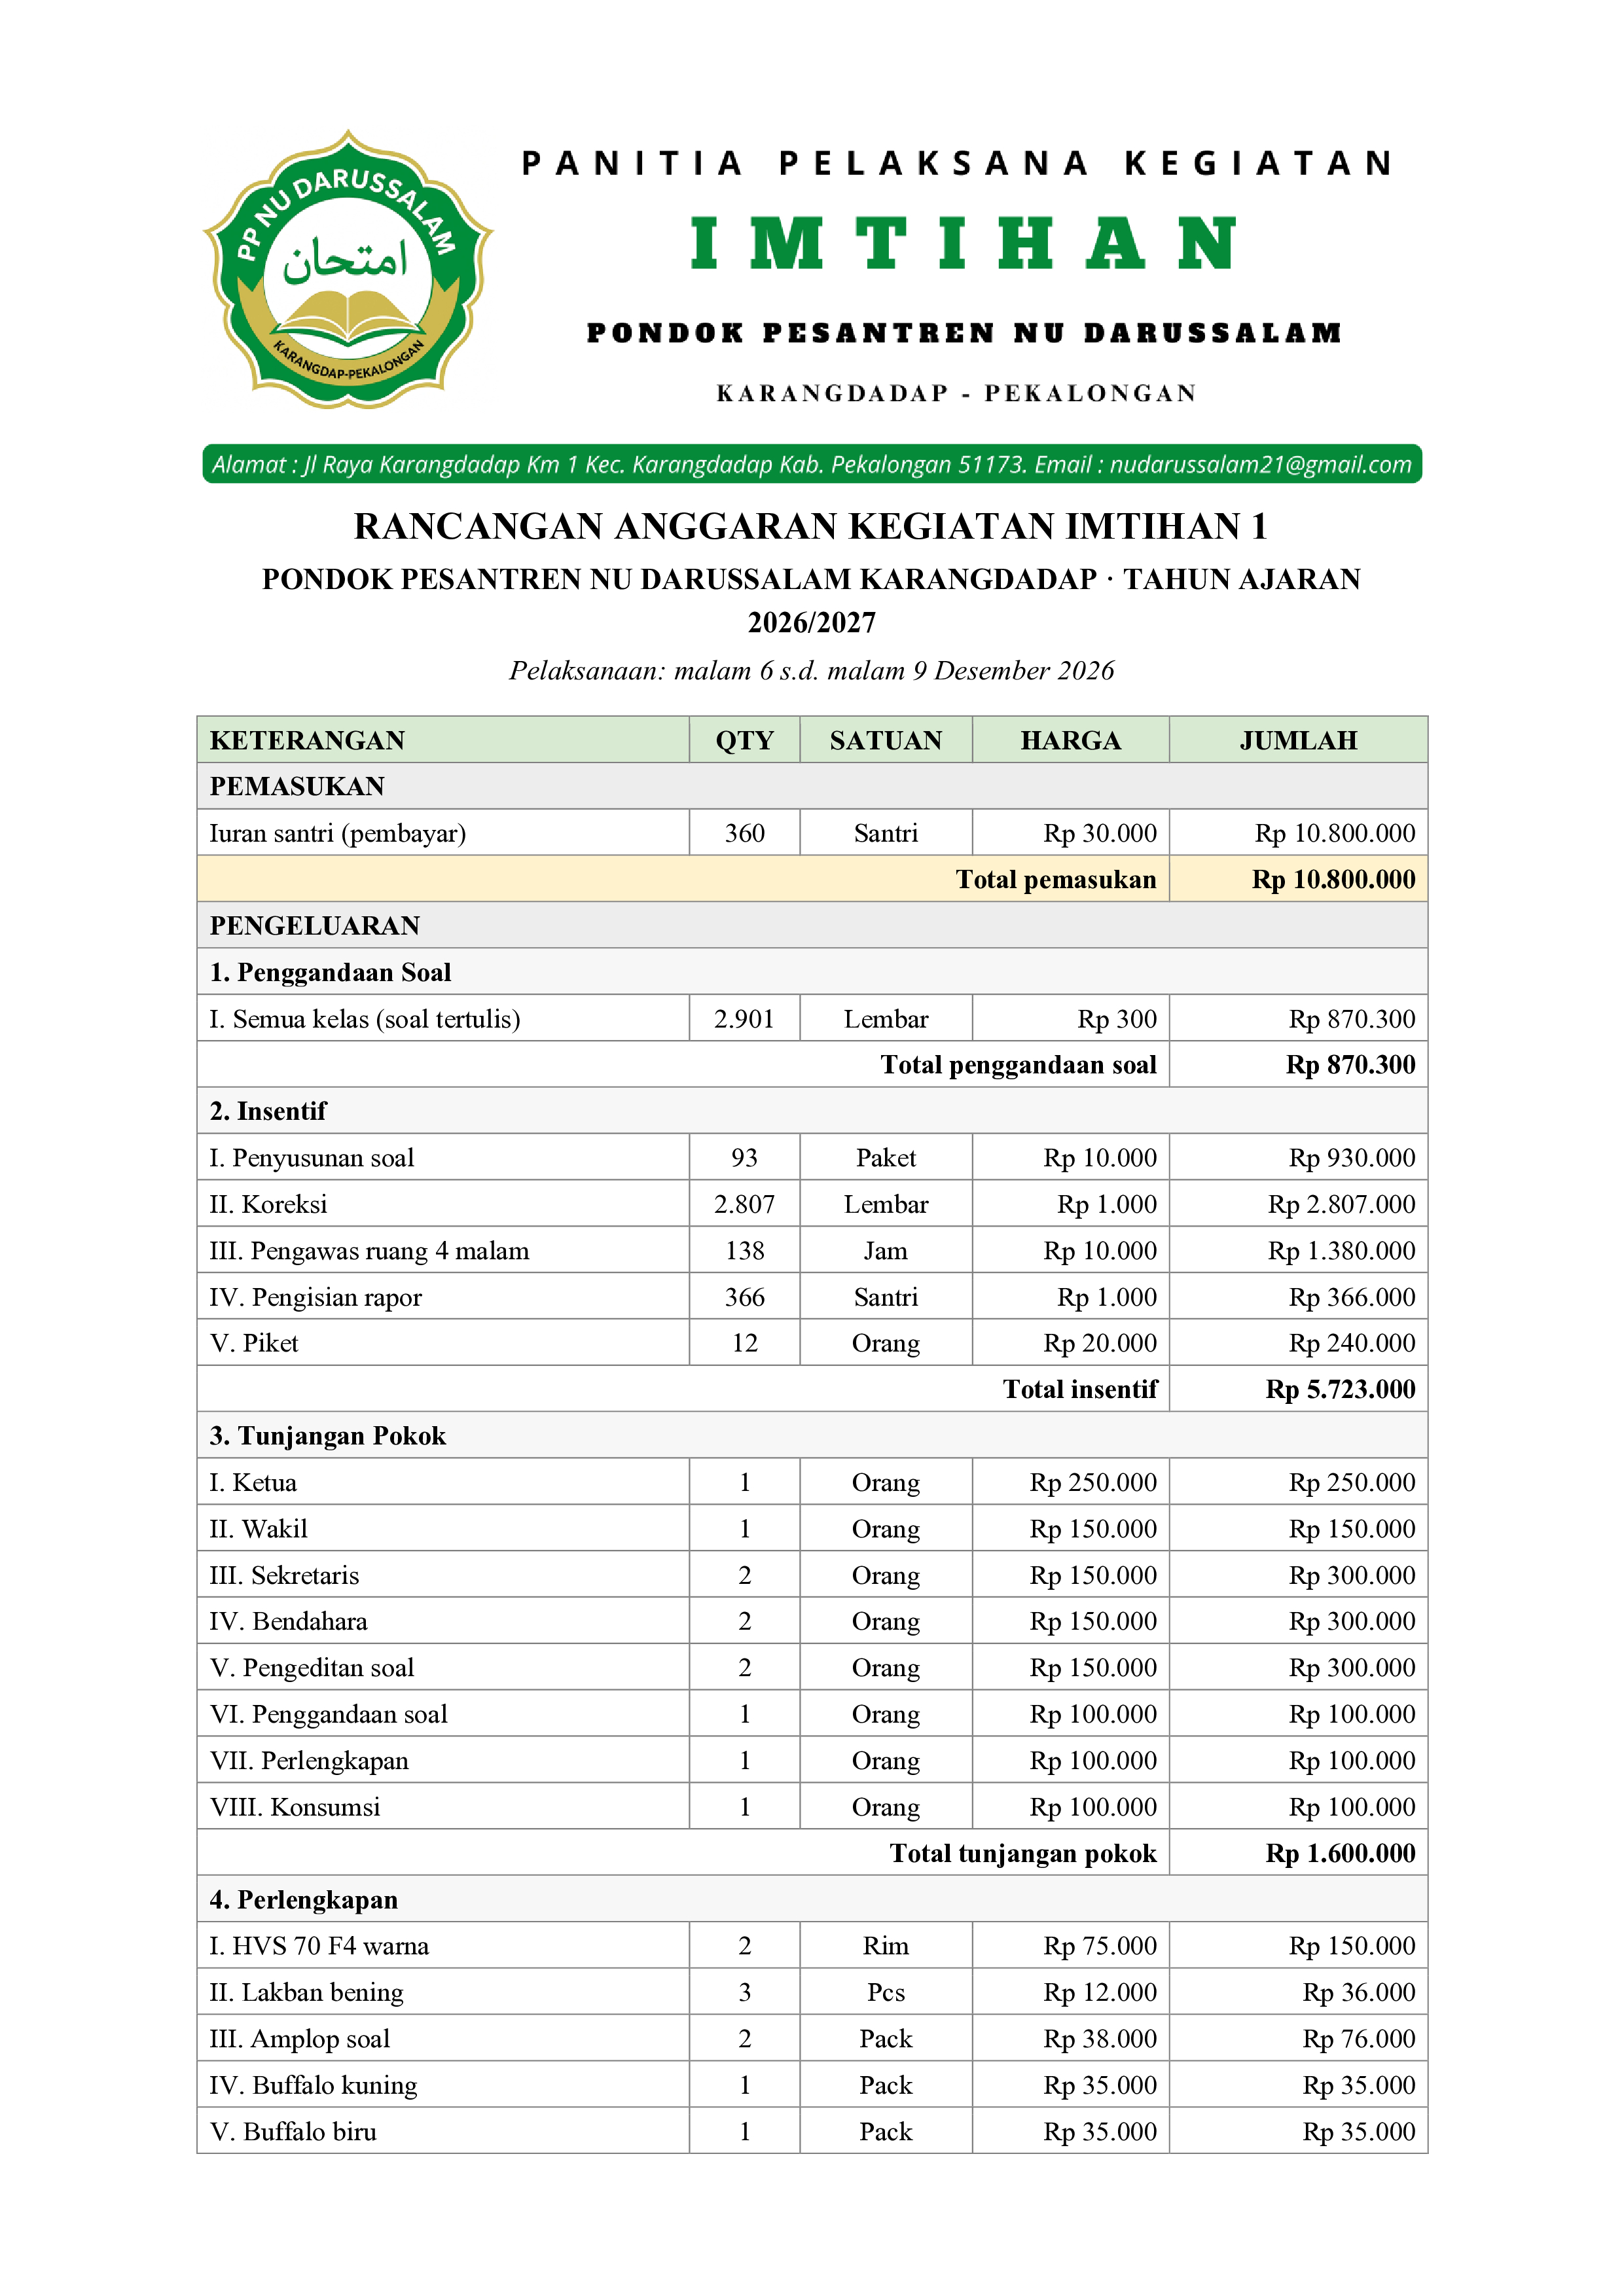 PP NU DARUSSALAM
امتحان
KARANGDAP-PEKALONGAN
PANITIA PELAKSANA KEGIATAN
IMTIHAN
PONDOK PESANTREN NU DARUSSALAM
KARANGDADAP - PEKALONGAN
Alamat : Jl Raya Karangdadap Km 1 Kec. Karangdadap Kab. Pekalongan 51173. Email : nudarussalam21@gmail.com
RANCANGAN ANGGARAN KEGIATAN IMTIHAN 1
PONDOK PESANTREN NU DARUSSALAM KARANGDADAP · TAHUN AJARAN
2026/2027
Pelaksanaan: malam 6 s.d. malam 9 Desember 2026
KETERANGAN QTY SATUAN HARGA JUMLAH
PEMASUKAN
Iuran santri (pembayar) 360 Santri Rp 30.000 Rp 10.800.000
Total pemasukan Rp 10.800.000
PENGELUARAN
1. Penggandaan Soal
I. Semua kelas (soal tertulis) 2.901 Lembar Rp 300 Rp 870.300
Total penggandaan soal Rp 870.300
2. Insentif
I. Penyusunan soal 93 Paket Rp 10.000 Rp 930.000
II. Koreksi 2.807 Lembar Rp 1.000 Rp 2.807.000
III. Pengawas ruang 4 malam 138 Jam Rp 10.000 Rp 1.380.000
IV. Pengisian rapor 366 Santri Rp 1.000 Rp 366.000
V. Piket 12 Orang Rp 20.000 Rp 240.000
Total insentif Rp 5.723.000
3. Tunjangan Pokok
I. Ketua 1 Orang Rp 250.000 Rp 250.000
II. Wakil 1 Orang Rp 150.000 Rp 150.000
III. Sekretaris 2 Orang Rp 150.000 Rp 300.000
IV. Bendahara 2 Orang Rp 150.000 Rp 300.000
V. Pengeditan soal 2 Orang Rp 150.000 Rp 300.000
VI. Penggandaan soal 1 Orang Rp 100.000 Rp 100.000
VII. Perlengkapan 1 Orang Rp 100.000 Rp 100.000
VIII. Konsumsi 1 Orang Rp 100.000 Rp 100.000
Total tunjangan pokok Rp 1.600.000
4. Perlengkapan
I. HVS 70 F4 warna 2 Rim Rp 75.000 Rp 150.000
II. Lakban bening 3 Pcs Rp 12.000 Rp 36.000
III. Amplop soal 2 Pack Rp 38.000 Rp 76.000
IV. Buffalo kuning 1 Pack Rp 35.000 Rp 35.000
V. Buffalo biru 1 Pack Rp 35.000 Rp 35.000